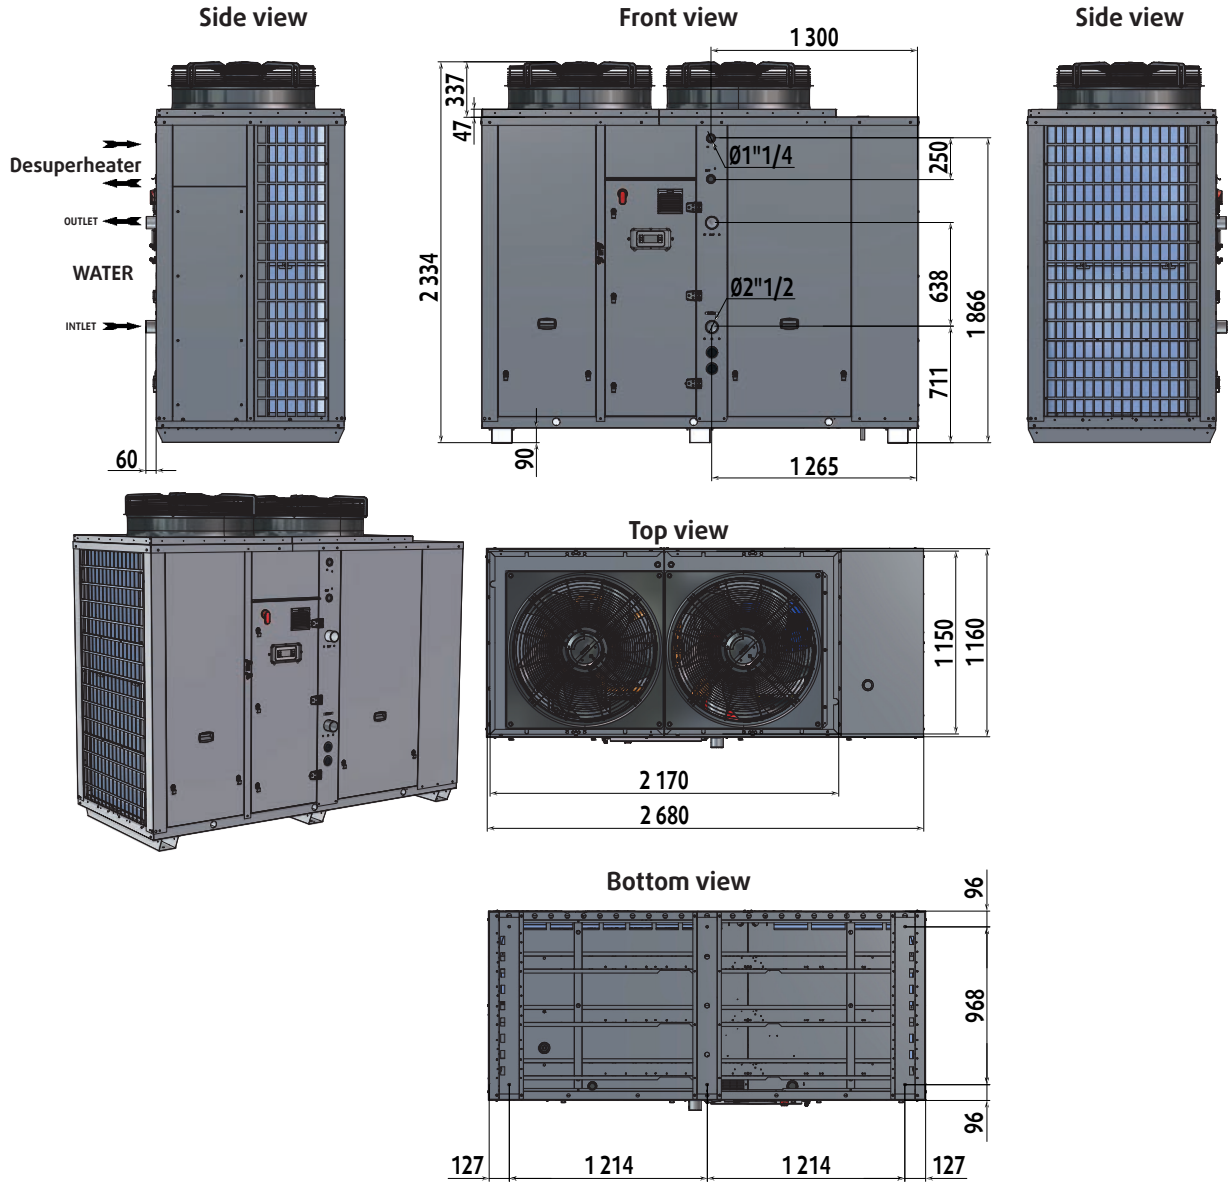 Side view
Front view
Side view
1 300
337
47
Desuperheater
OUTLET
WATER
INTLET
60
2 334
Ø1"1/4
Ø2"1/2
250
638
1 866
711
90
1 265
Top view
1 150
1 160
2 170
2 680
Bottom view
96
968
96
127
1 214
1 214
127